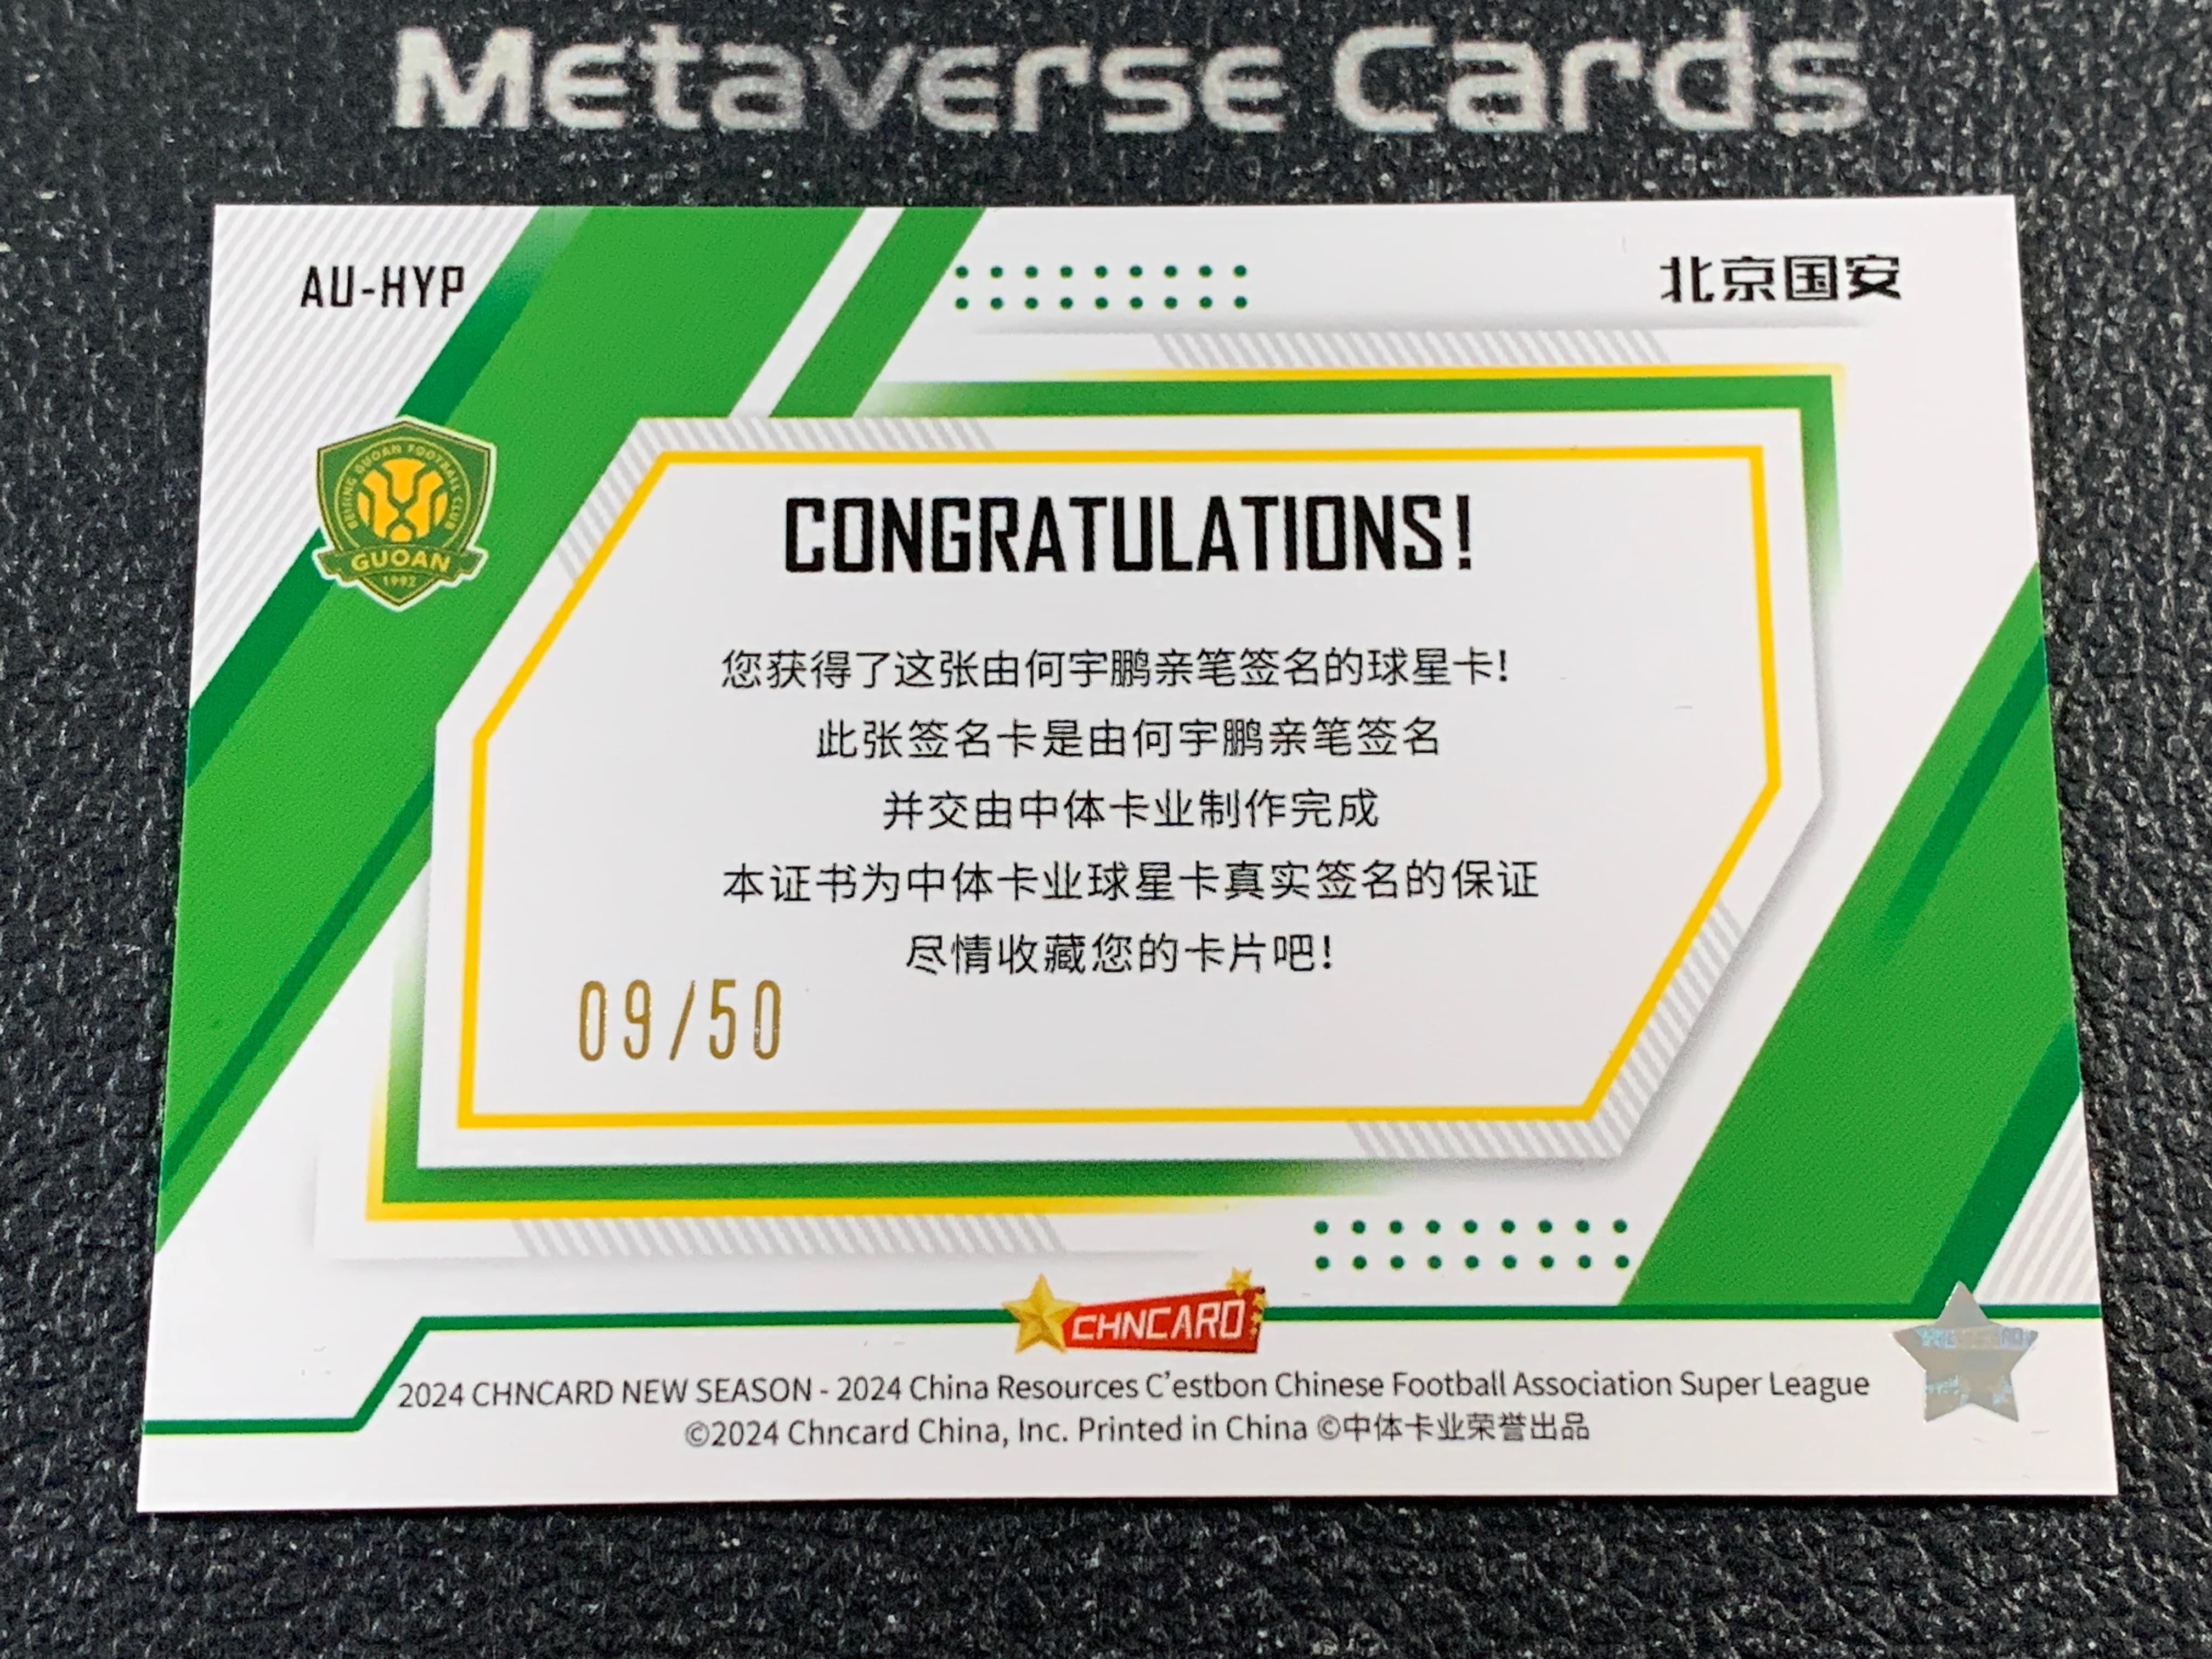 Metaverse Cards
AU-HYP
北京国安
BEIJING GUOAN FOOTBALL CLUB
GUOAN
1992
CONGRATULATIONS!
您获得了这张由何宇鹏亲笔签名的球星卡!
此张签名卡是由何宇鹏亲笔签名
并交由中体卡业制作完成
本证书为中体卡业球星卡真实签名的保证
尽情收藏您的卡片吧!
09/50
CHNCARD
2024 CHNCARD NEW SEASON - 2024 China Resources C'estbon Chinese Football Association Super League
©2024 Chncard China, Inc. Printed in China ©中体卡业荣誉出品